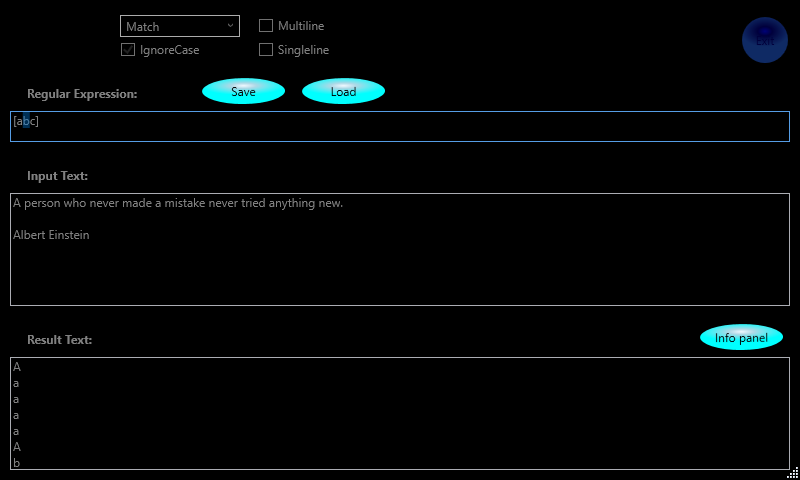 Match
Multiline
IgnoreCase
Singleline
Exit
Regular Expression:
Save
Load
[abc]
Input Text:
A person who never made a mistake never tried anything new.
Albert Einstein
Result Text:
Info panel
A
a
a
a
a
A
b